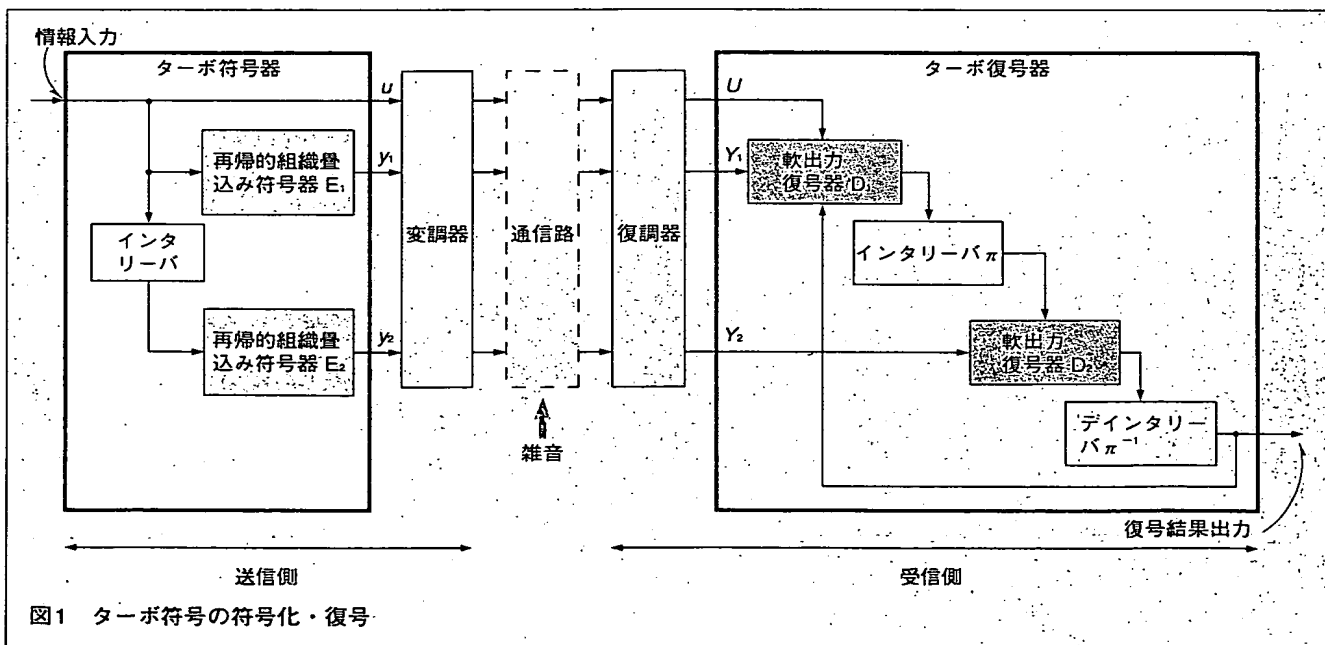 情報入力
ターボ符号器
u
再帰的組織畳
込み符号器 E₁
y₁
インタ
リーバ
再帰的組織畳
込み符号器 E₂
y₂
変調器
通信路
雑音
復調器
ターボ復号器
U
Y₁
軟出力
復号器 D₁
インタリーバ π
Y₂
軟出力
復号器 D₂
デインタリー
バ π⁻¹
復号結果出力
送信側
受信側
図1 ターボ符号の符号化・復号